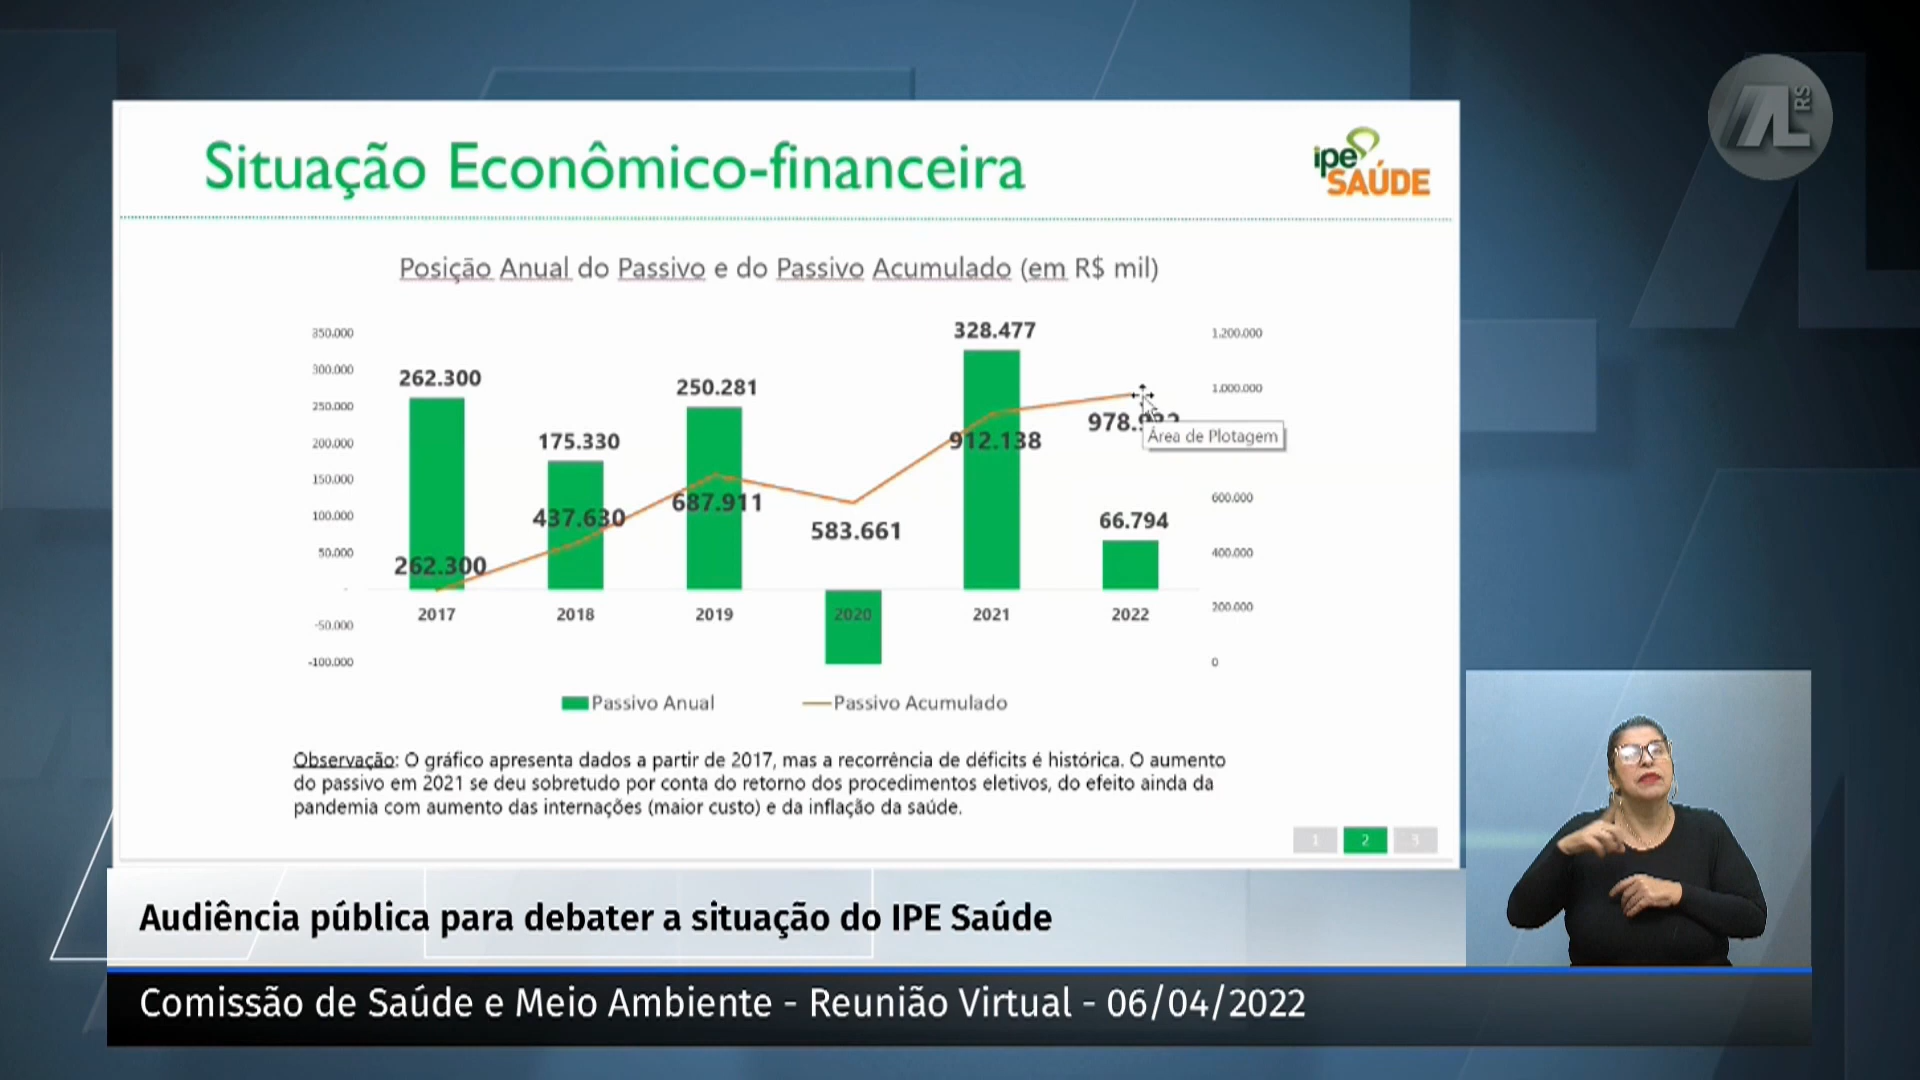 Situação Econômico-financeira
ipe
SAÚDE
AL
RS
Posição Anual do Passivo e do Passivo Acumulado (em R$ mil)
350.000
300.000
250.000
200.000
150.000
100.000
50.000
-
-50.000
-100.000
262.300
175.330
250.281
328.477
66.794
262.300
437.630
687.911
583.661
912.138
Área de Plotagem
1.200.000
1.000.000
600.000
400.000
200.000
0
2017
2018
2019
2020
2021
2022
Passivo Anual
Passivo Acumulado
Observação: O gráfico apresenta dados a partir de 2017, mas a recorrência de déficits é histórica. O aumento
do passivo em 2021 se deu sobretudo por conta do retorno dos procedimentos eletivos, do efeito ainda da
pandemia com aumento das internações (maior custo) e da inflação da saúde.
1 2 3
Audiência pública para debater a situação do IPE Saúde
Comissão de Saúde e Meio Ambiente - Reunião Virtual - 06/04/2022